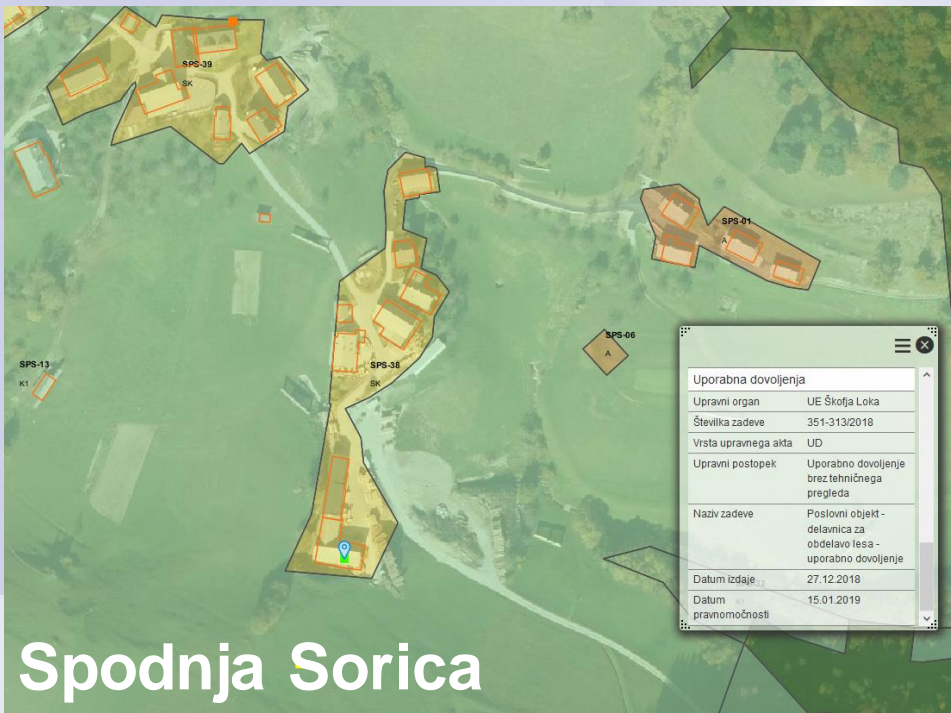 SPS-39
SK
SPS-01
A
SPS-06
A
SPS-13
K1
SPS-38
SK
Uporabna dovoljenja
Upravni organ UE Škofja Loka
Številka zadeve 351-313/2018
Vrsta upravnega akta UD
Upravni postopek Uporabno dovoljenje
brez tehničnega
pregleda
Naziv zadeve Poslovni objekt -
delavnica za
obdelavo lesa -
uporabno dovoljenje
Datum izdaje 27.12.2018
Datum 15.01.2019
pravnomočnosti
Spodnja Sorica